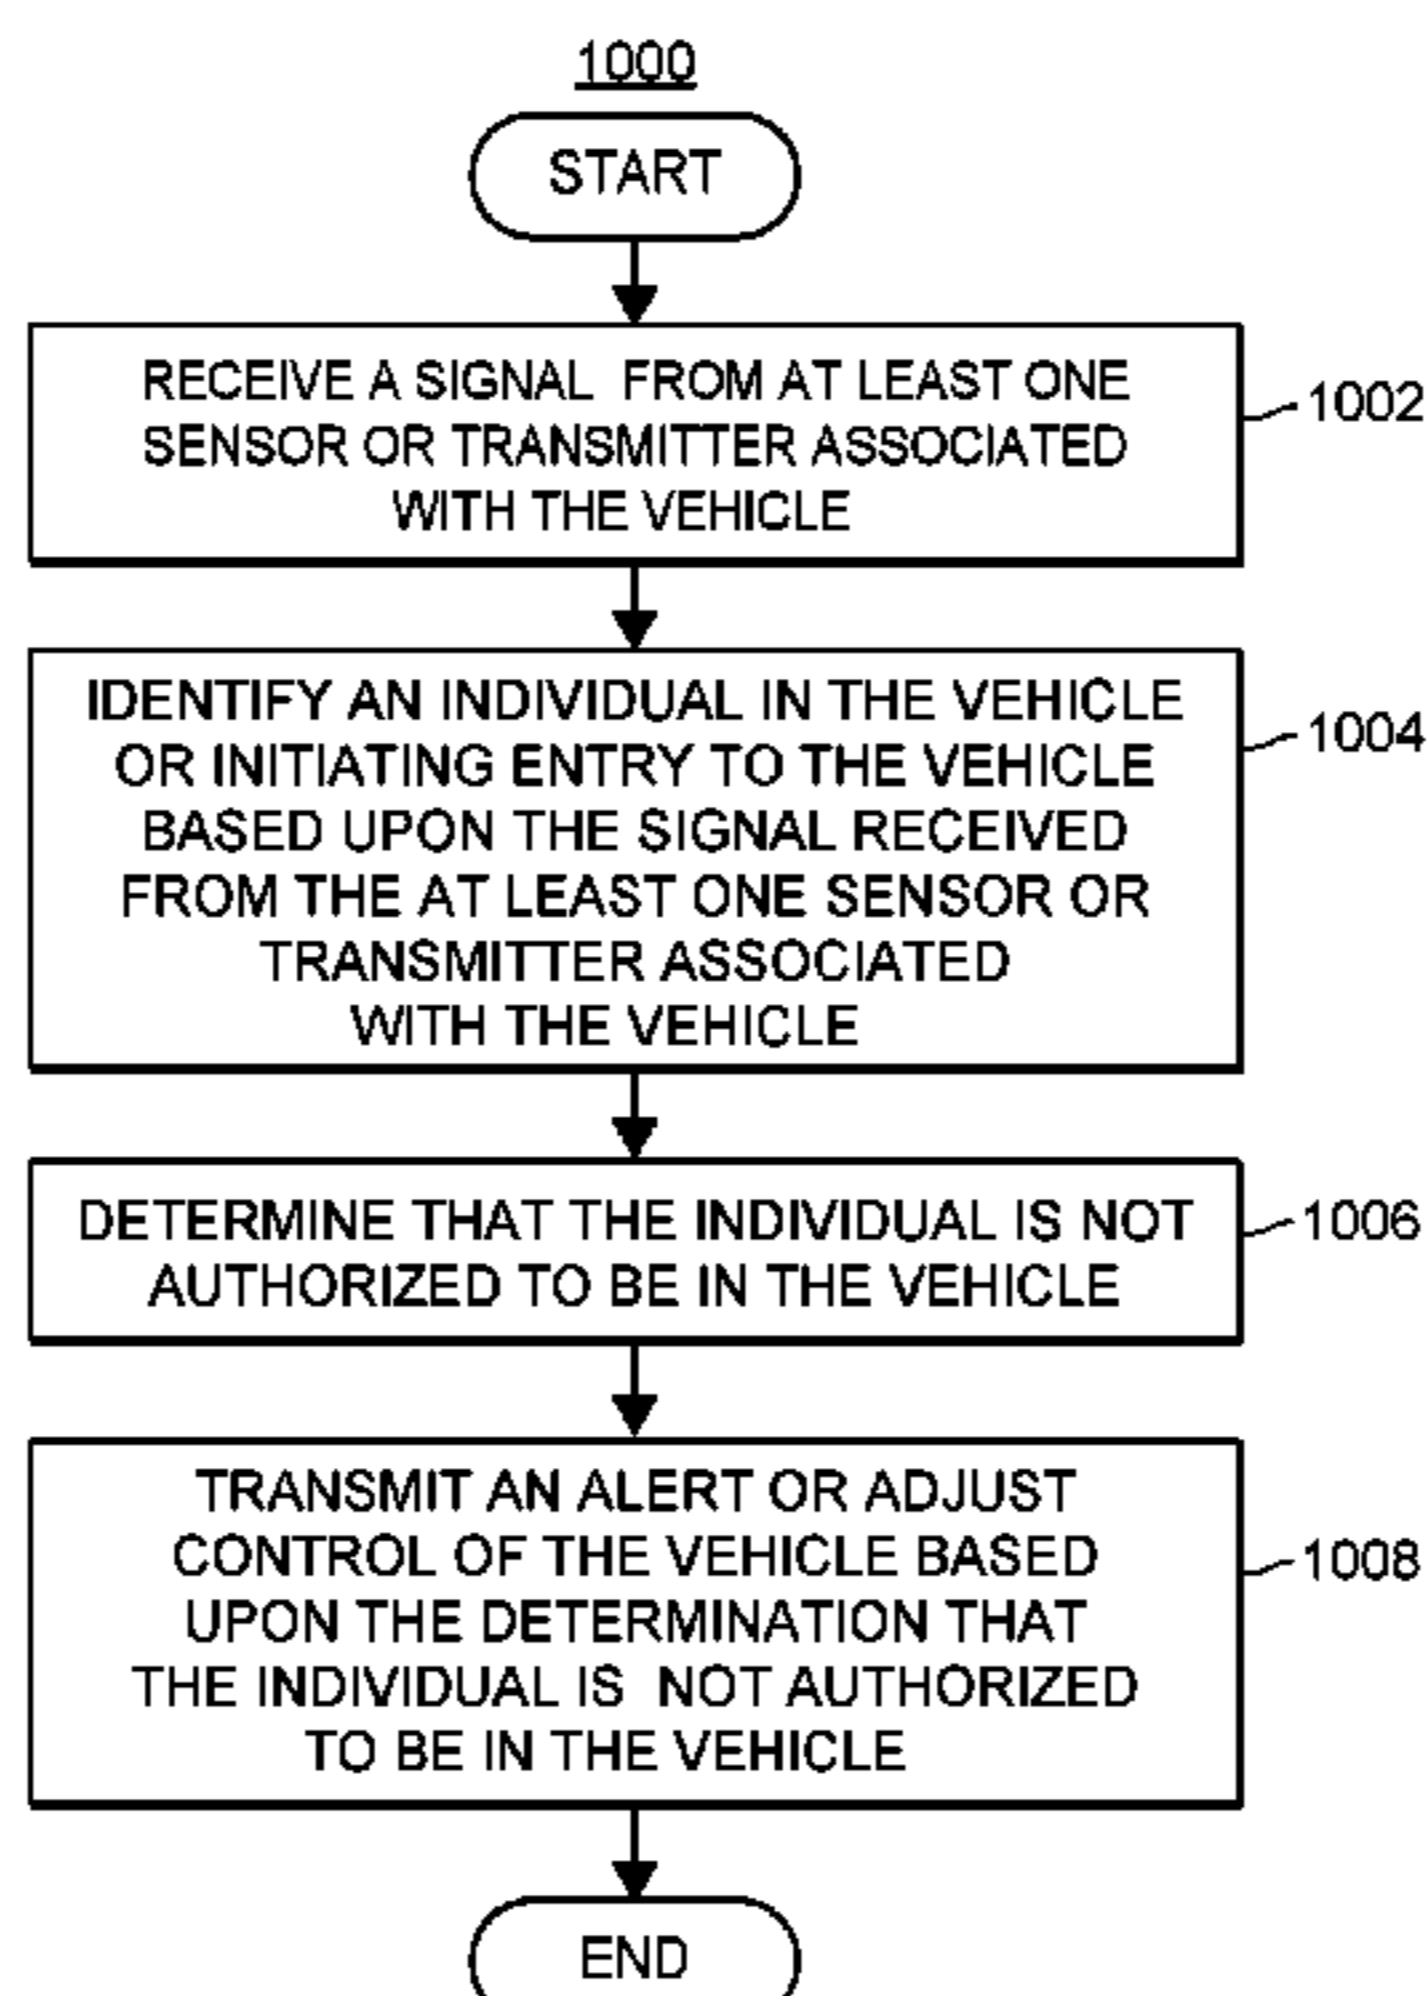 1000
START
RECEIVE A SIGNAL FROM AT LEAST ONE
SENSOR OR TRANSMITTER ASSOCIATED
WITH THE VEHICLE
1002
IDENTIFY AN INDIVIDUAL IN THE VEHICLE
OR INITIATING ENTRY TO THE VEHICLE
BASED UPON THE SIGNAL RECEIVED
FROM THE AT LEAST ONE SENSOR OR
TRANSMITTER ASSOCIATED
WITH THE VEHICLE
1004
DETERMINE THAT THE INDIVIDUAL IS NOT
AUTHORIZED TO BE IN THE VEHICLE
1006
TRANSMIT AN ALERT OR ADJUST
CONTROL OF THE VEHICLE BASED
UPON THE DETERMINATION THAT
THE INDIVIDUAL IS NOT AUTHORIZED
TO BE IN THE VEHICLE
1008
END